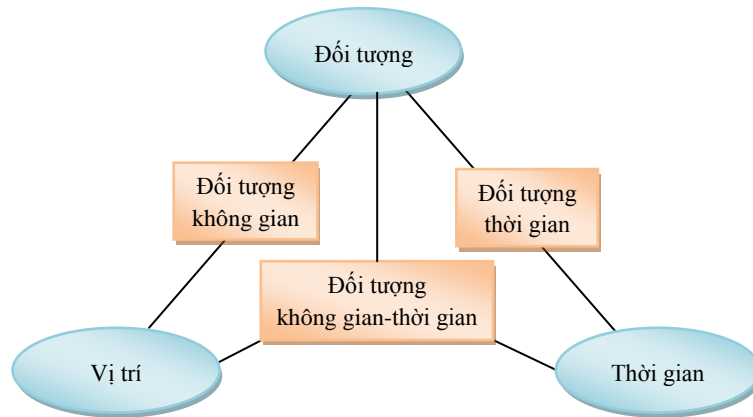 Đối tượng
Đối tượng
không gian
Đối tượng
thời gian
Đối tượng
không gian-thời gian
Vị trí
Thời gian